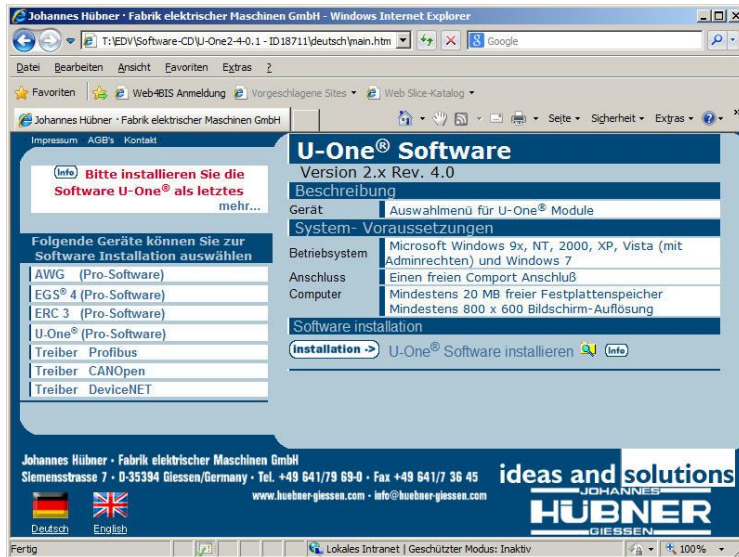 Johannes Hübner · Fabrik elektrischer Maschinen GmbH - Windows Internet Explorer
T:\EDV\Software-CD\U-One2-4-0.1 - ID18711\deutsch\main.htm
Google
Datei Bearbeiten Ansicht Favoriten Extras ?
Favoriten Web4BIS Anmeldung Vorgeschlagene Sites Web Slice-Katalog
Johannes Hübner · Fabrik elektrischer Maschinen GmbH
Seite Sicherheit Extras
Impressum AGB's Kontakt
Info Bitte installieren Sie die
Software U-One® als letztes
mehr...
Folgende Geräte können Sie zur
Software Installation auswählen
AWG (Pro-Software)
EGS® 4 (Pro-Software)
ERC 3 (Pro-Software)
U-One® (Pro-Software)
Treiber Profibus
Treiber CANOpen
Treiber DeviceNET
U-One® Software
Version 2.x Rev. 4.0
Beschreibung
Gerät Auswahlmenü für U-One® Module
System- Voraussetzungen
Betriebsystem Microsoft Windows 9x, NT, 2000, XP, Vista (mit
Adminrechten) und Windows 7
Anschluss Einen freien Comport Anschluß
Computer Mindestens 20 MB freier Festplattenspeicher
Mindestens 800 x 600 Bildschirm-Auflösung
Software installation
installation -> U-One® Software installieren Info
Johannes Hübner · Fabrik elektrischer Maschinen GmbH
Siemensstrasse 7 · D-35394 Giessen/Germany · Tel. +49 641/79 69-0 · Fax +49 641/7 36 45
www.huebner-giessen.com · info@huebner-giessen.com
ideas and solutions
JOHANNES
HÜBNER
GIESSEN
Deutsch English
Fertig
Lokales Intranet | Geschützter Modus: Inaktiv
100%